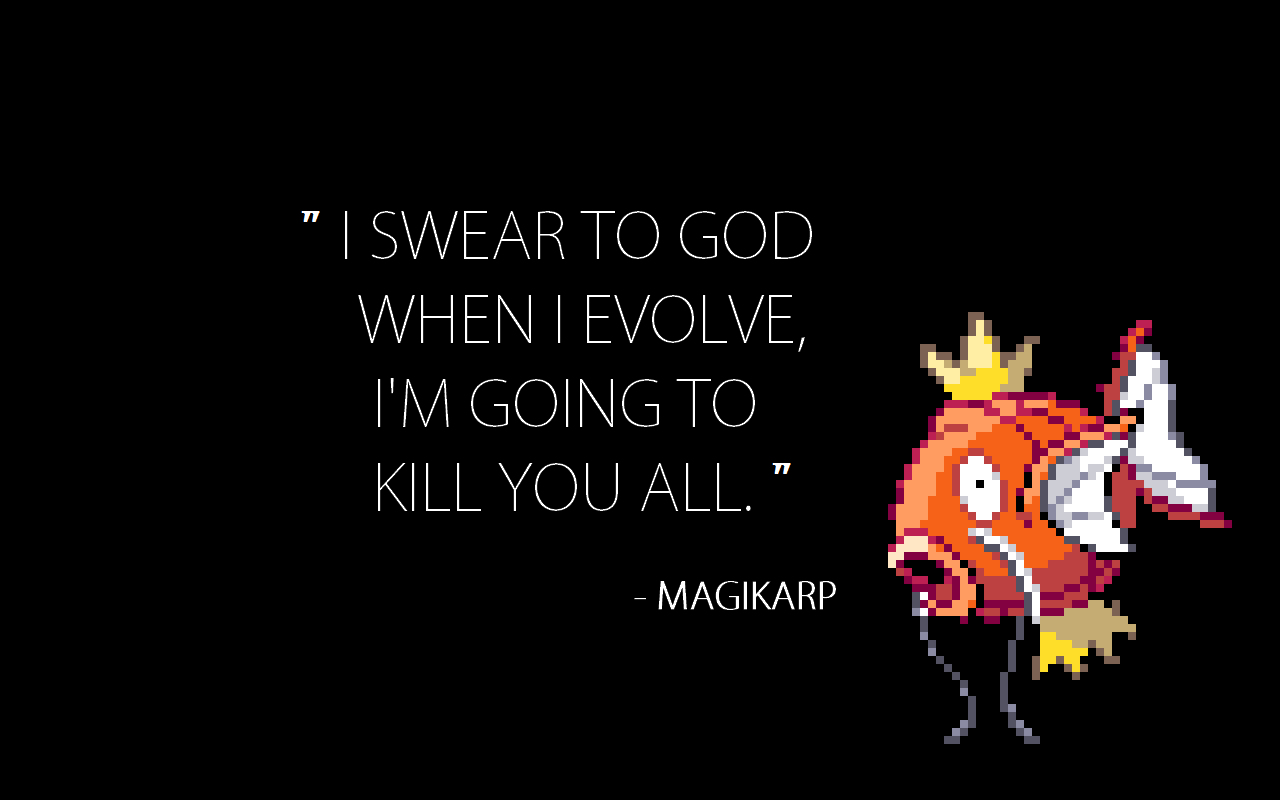 " I SWEAR TO GOD
WHEN I EVOLVE,
I'M GOING TO
KILL YOU ALL. "
- MAGIKARP